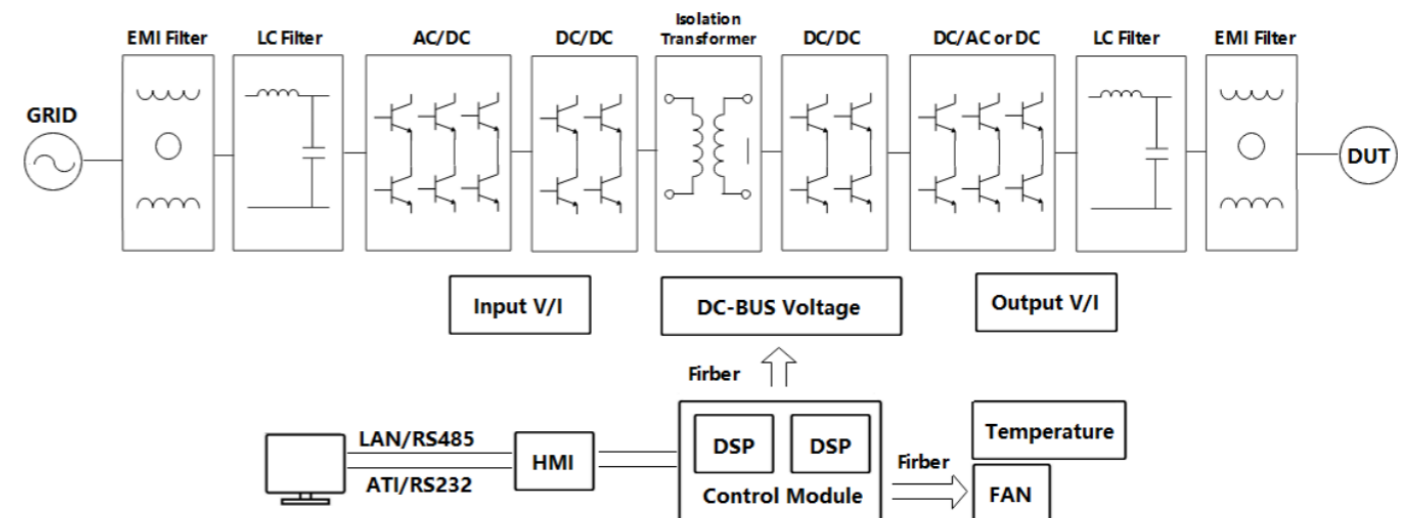 Isolation
EMI Filter LC Filter AC/DC DC/DC Transformer DC/DC DC/AC or DC LC Filter EMI Filter
GRID
DUT
Input V/I DC-BUS Voltage Output V/I
Firber
LAN/RS485
ATI/RS232
HMI
DSP DSP
Control Module
Firber
Temperature
FAN